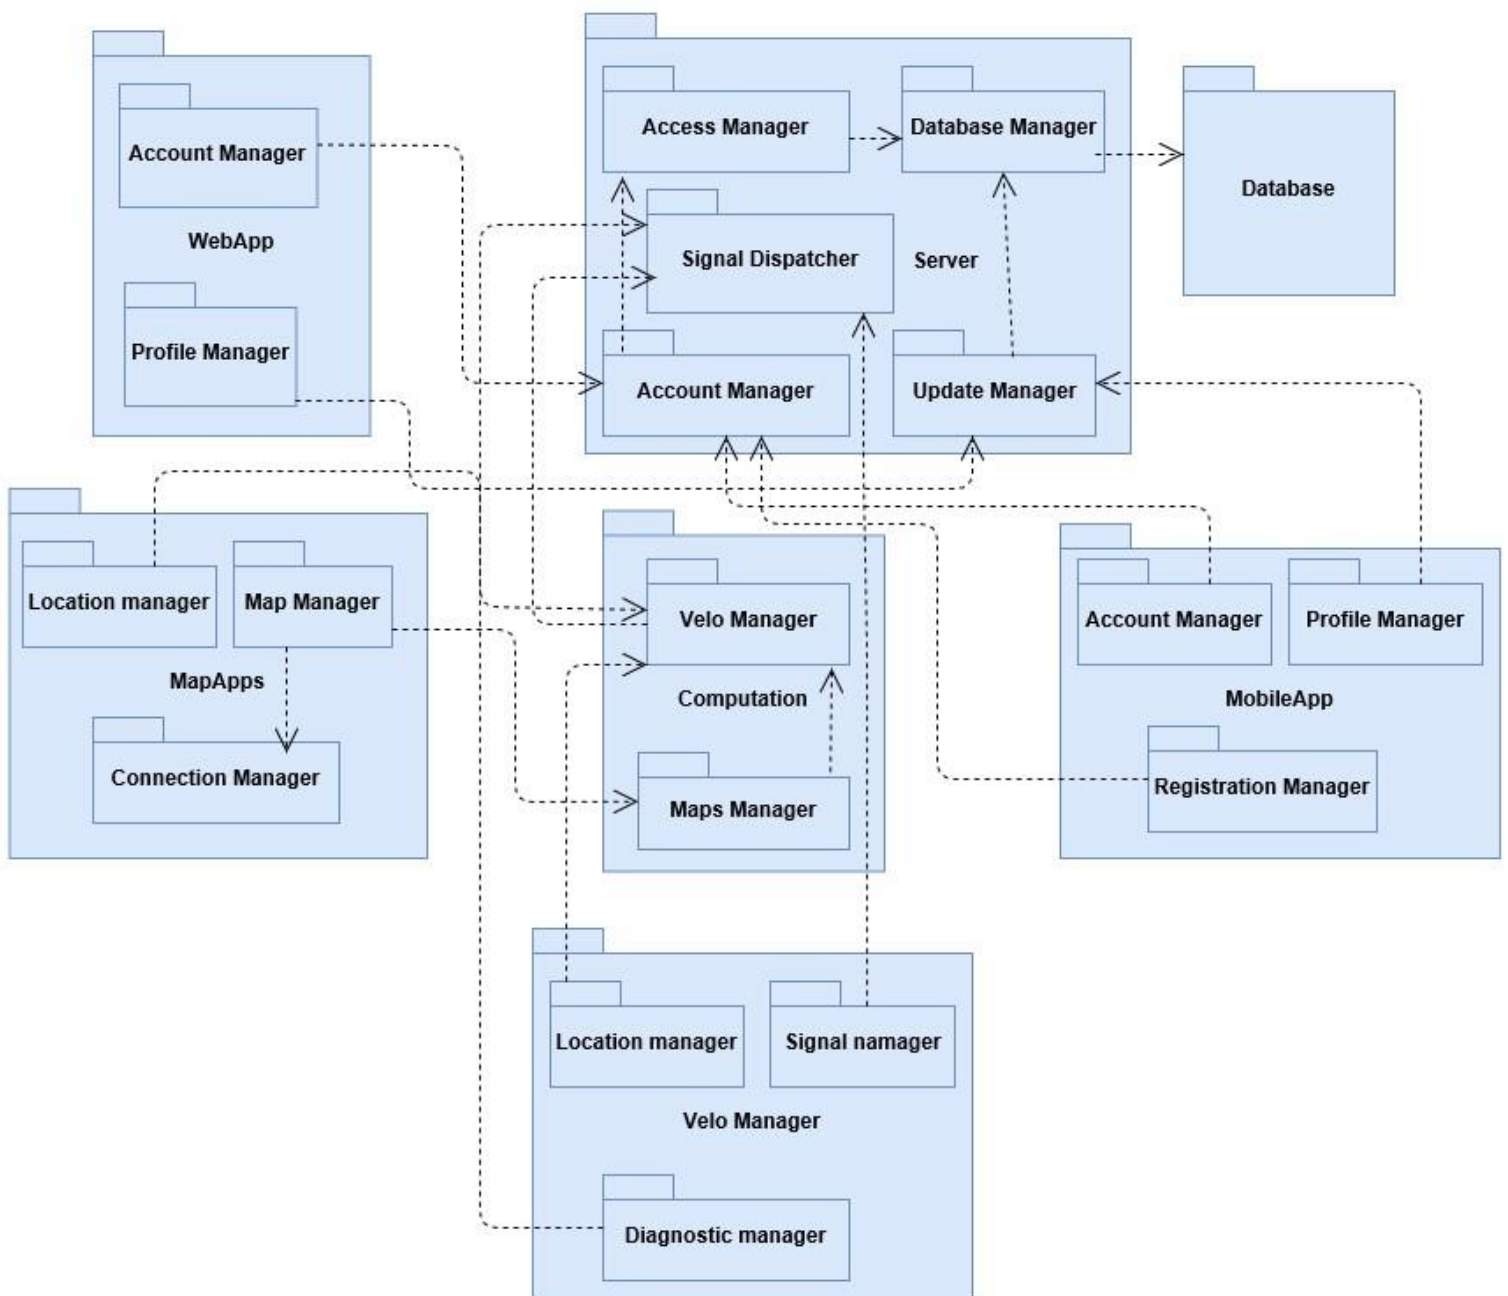 Account Manager
WebApp
Profile Manager
Access Manager
Database Manager
Signal Dispatcher
Server
Account Manager
Update Manager
Database
Location manager
Map Manager
MapApps
Connection Manager
Velo Manager
Computation
Maps Manager
Account Manager
Profile Manager
MobileApp
Registration Manager
Location manager
Signal namager
Velo Manager
Diagnostic manager